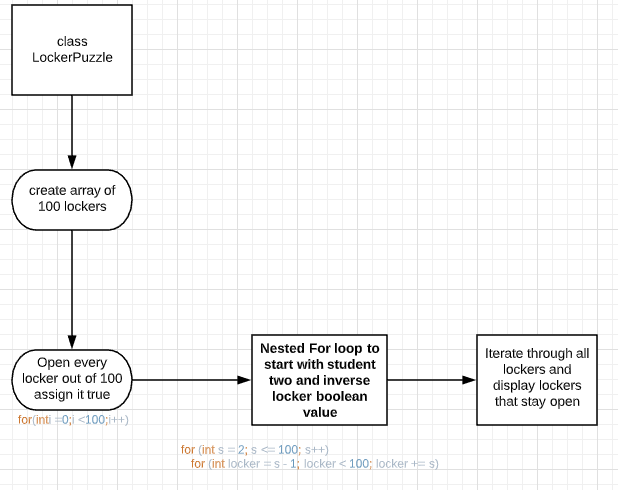 class
LockerPuzzle
create array of
100 lockers
Open every
locker out of 100
assign it true
for(inti =0;i <100;i++)
Nested For loop to
start with student
two and inverse
locker boolean
value
Iterate through all
lockers and
display lockers
that stay open
for (int s = 2; s <= 100; s++)
for (int locker = s - 1; locker < 100; locker += s)